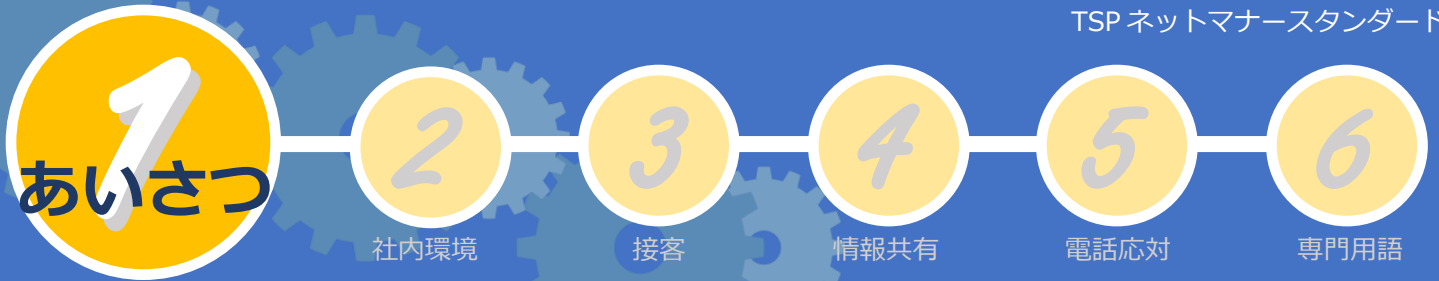 TSP ネットマナースタンダード
1
あいさつ
2
社内環境
3
接客
4
情報共有
5
電話応対
6
専門用語